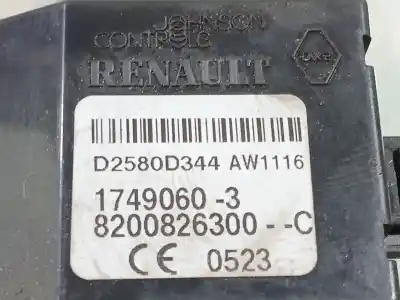 JOHNSON
CONTROLS
RENAULT
D2580D344 AW1116
1749060 -3
8200826300 --C
CE 0523